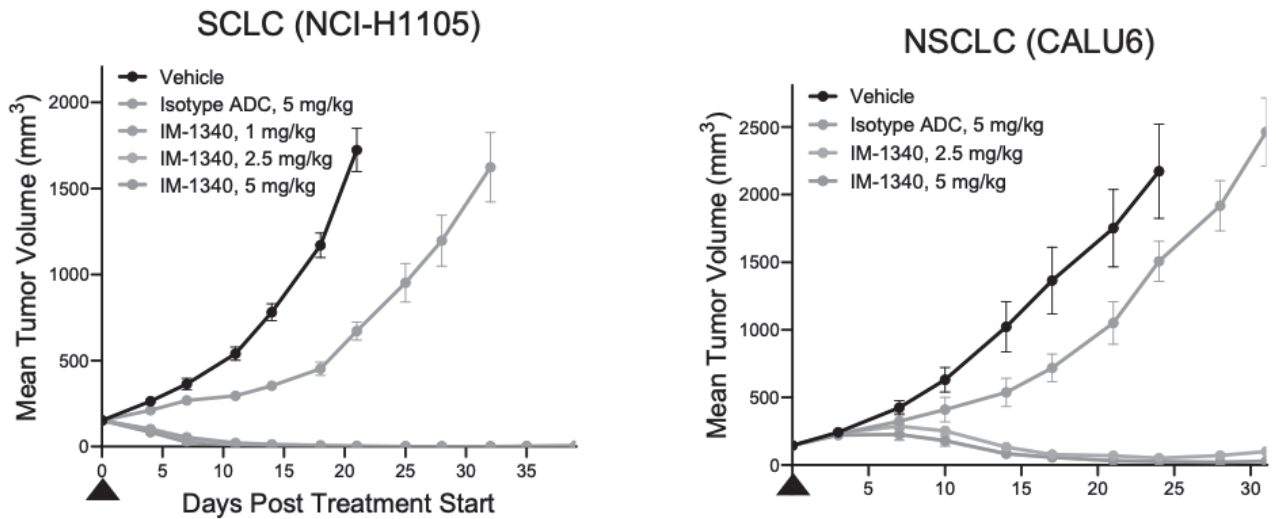 SCLC (NCI-H1105)
Mean Tumor Volume (mm³)
2000
1500
1000
500
0
Vehicle
Isotype ADC, 5 mg/kg
IM-1340, 1 mg/kg
IM-1340, 2.5 mg/kg
IM-1340, 5 mg/kg
0 5 10 15 20 25 30 35
Days Post Treatment Start
NSCLC (CALU6)
Mean Tumor Volume (mm³)
2500
2000
1500
1000
500
0
Vehicle
Isotype ADC, 5 mg/kg
IM-1340, 2.5 mg/kg
IM-1340, 5 mg/kg
5 10 15 20 25 30